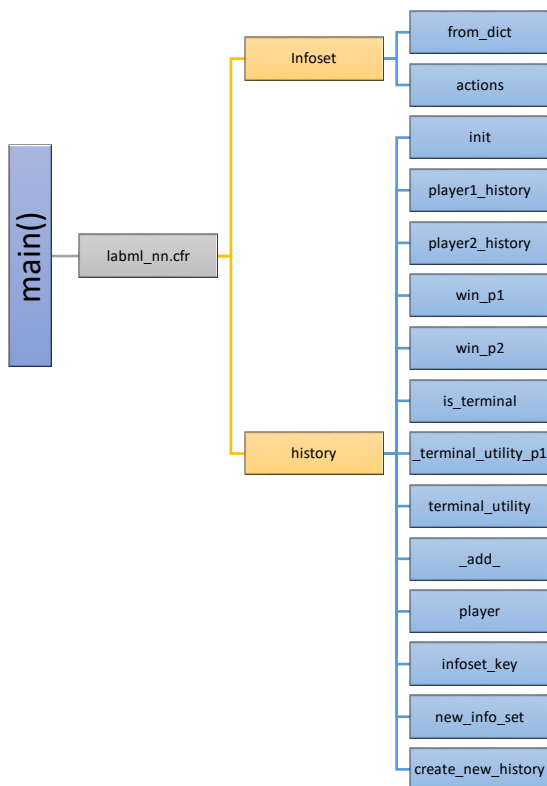 main()
labml_nn.cfr
Infoset
from_dict
actions
history
init
player1_history
player2_history
win_p1
win_p2
is_terminal
_terminal_utility_p1
terminal_utility
_add_
player
infoset_key
new_info_set
create_new_history